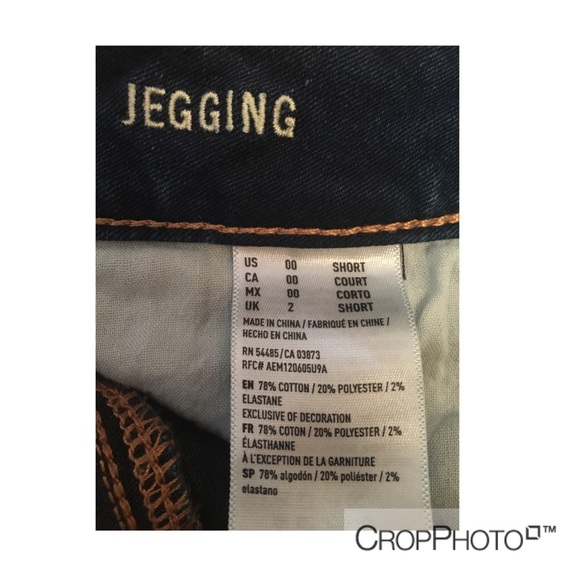 JEGGING
US 00 SHORT
CA 00 COURT
MX 00 CORTO
UK 2 SHORT
MADE IN CHINA / FABRIQUÉ EN CHINE /
HECHO EN CHINA
RN 54485/CA 03873
RFC# AEM120605U9A
EN 78% COTTON / 20% POLYESTER / 2%
ELASTANE
EXCLUSIVE OF DECORATION
FR 78% COTON / 20% POLYESTER / 2%
ÉLASTHANNE
À L'EXCEPTION DE LA GARNITURE
SP 78% algodón / 20% poliéster / 2%
elastano
CROPPHOTO™